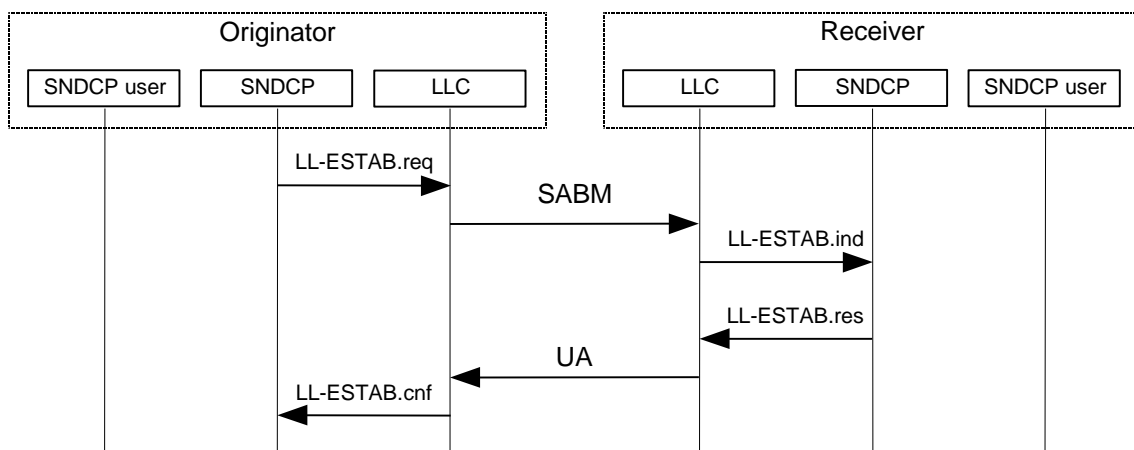 Originator
Receiver
SNDCP user
SNDCP
LLC
LLC
SNDCP
SNDCP user
LL-ESTAB.req
SABM
LL-ESTAB.ind
LL-ESTAB.res
UA
LL-ESTAB.cnf